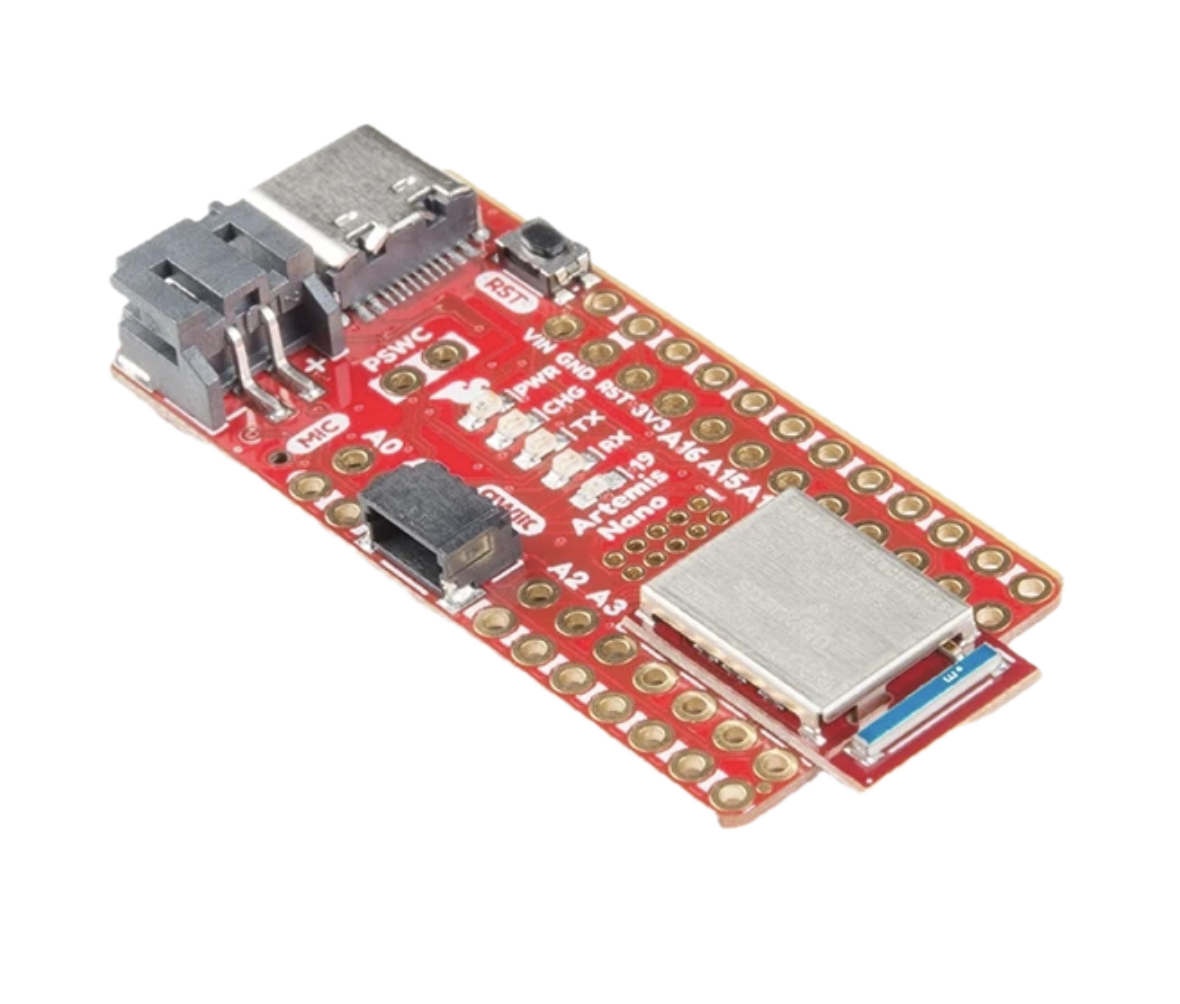 RST
PSWC
+
VIN
GND
RST
3V3
A16
A15
PWR
CHG
TX
RX
19
MIC
A0
Artemis
Nano
A2
A3